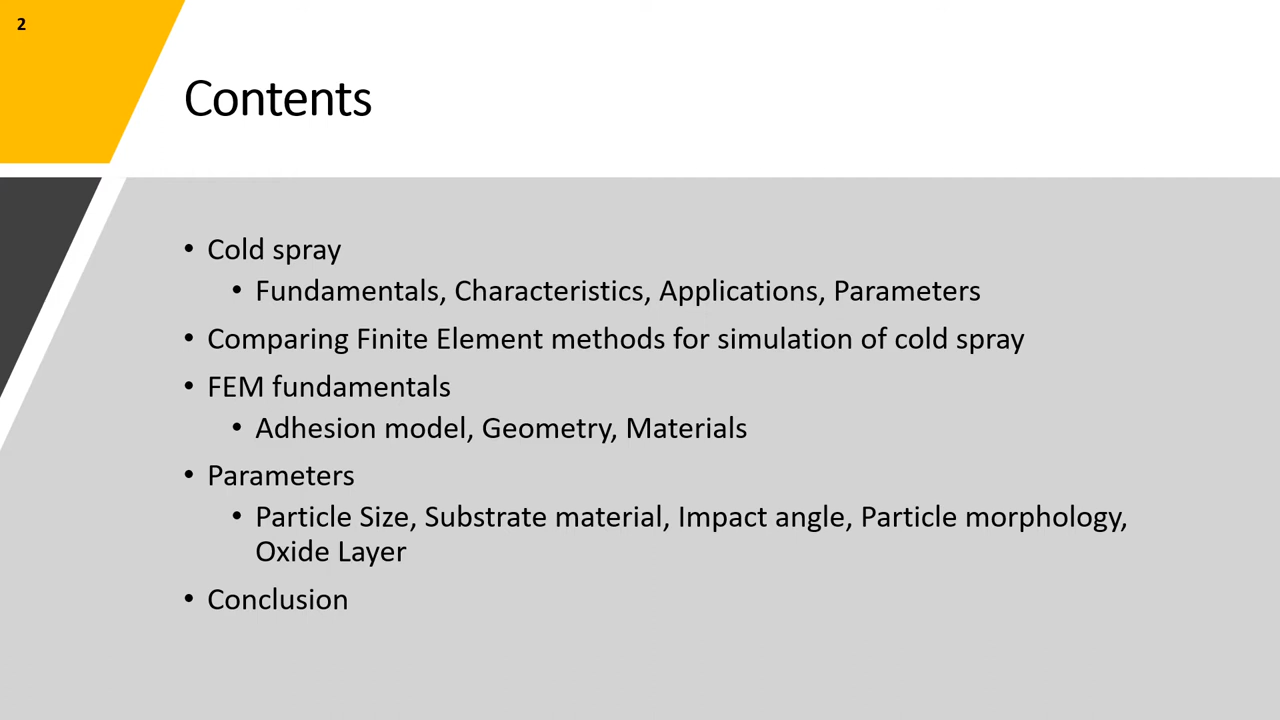 2
Contents
• Cold spray
• Fundamentals, Characteristics, Applications, Parameters
• Comparing Finite Element methods for simulation of cold spray
• FEM fundamentals
• Adhesion model, Geometry, Materials
• Parameters
• Particle Size, Substrate material, Impact angle, Particle morphology,
Oxide Layer
• Conclusion